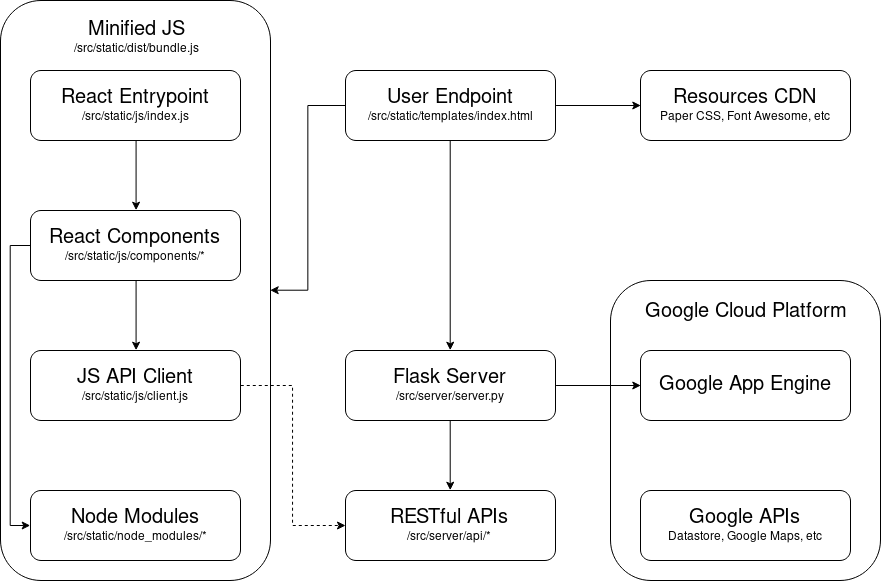 Minified JS
/src/static/dist/bundle.js
React Entrypoint
/src/static/js/index.js
React Components
/src/static/js/components/*
JS API Client
/src/static/js/client.js
Node Modules
/src/static/node_modules/*
User Endpoint
/src/static/templates/index.html
Flask Server
/src/server/server.py
RESTful APIs
/src/server/api/*
Resources CDN
Paper CSS, Font Awesome, etc
Google Cloud Platform
Google App Engine
Google APIs
Datastore, Google Maps, etc